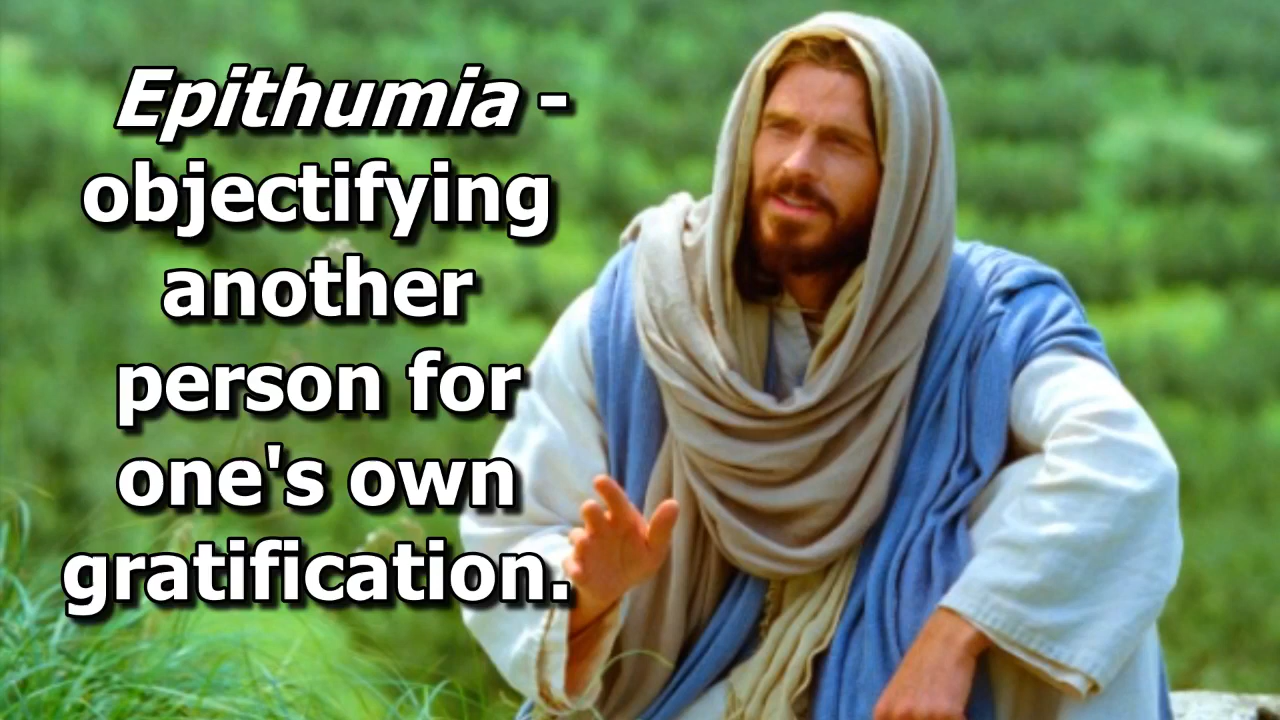 Epithumia -
objectifying
another
person for
one's own
gratification.